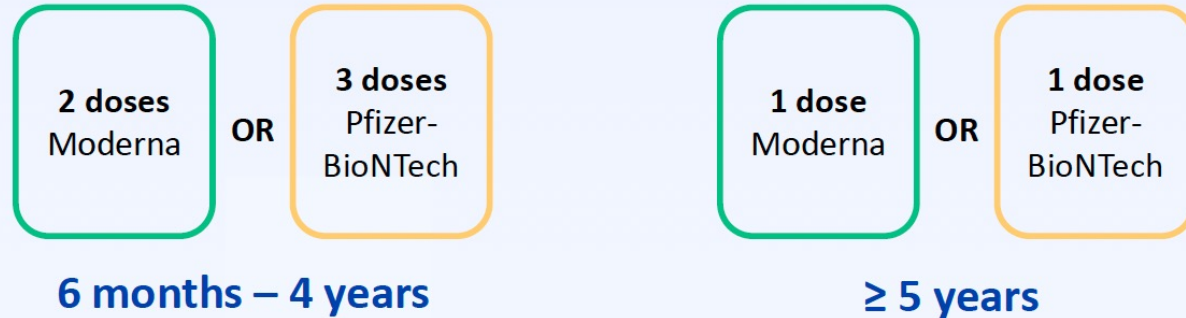 2 doses
Moderna
OR
3 doses
Pfizer-
BioNTech
6 months – 4 years
1 dose
Moderna
OR
1 dose
Pfizer-
BioNTech
≥ 5 years